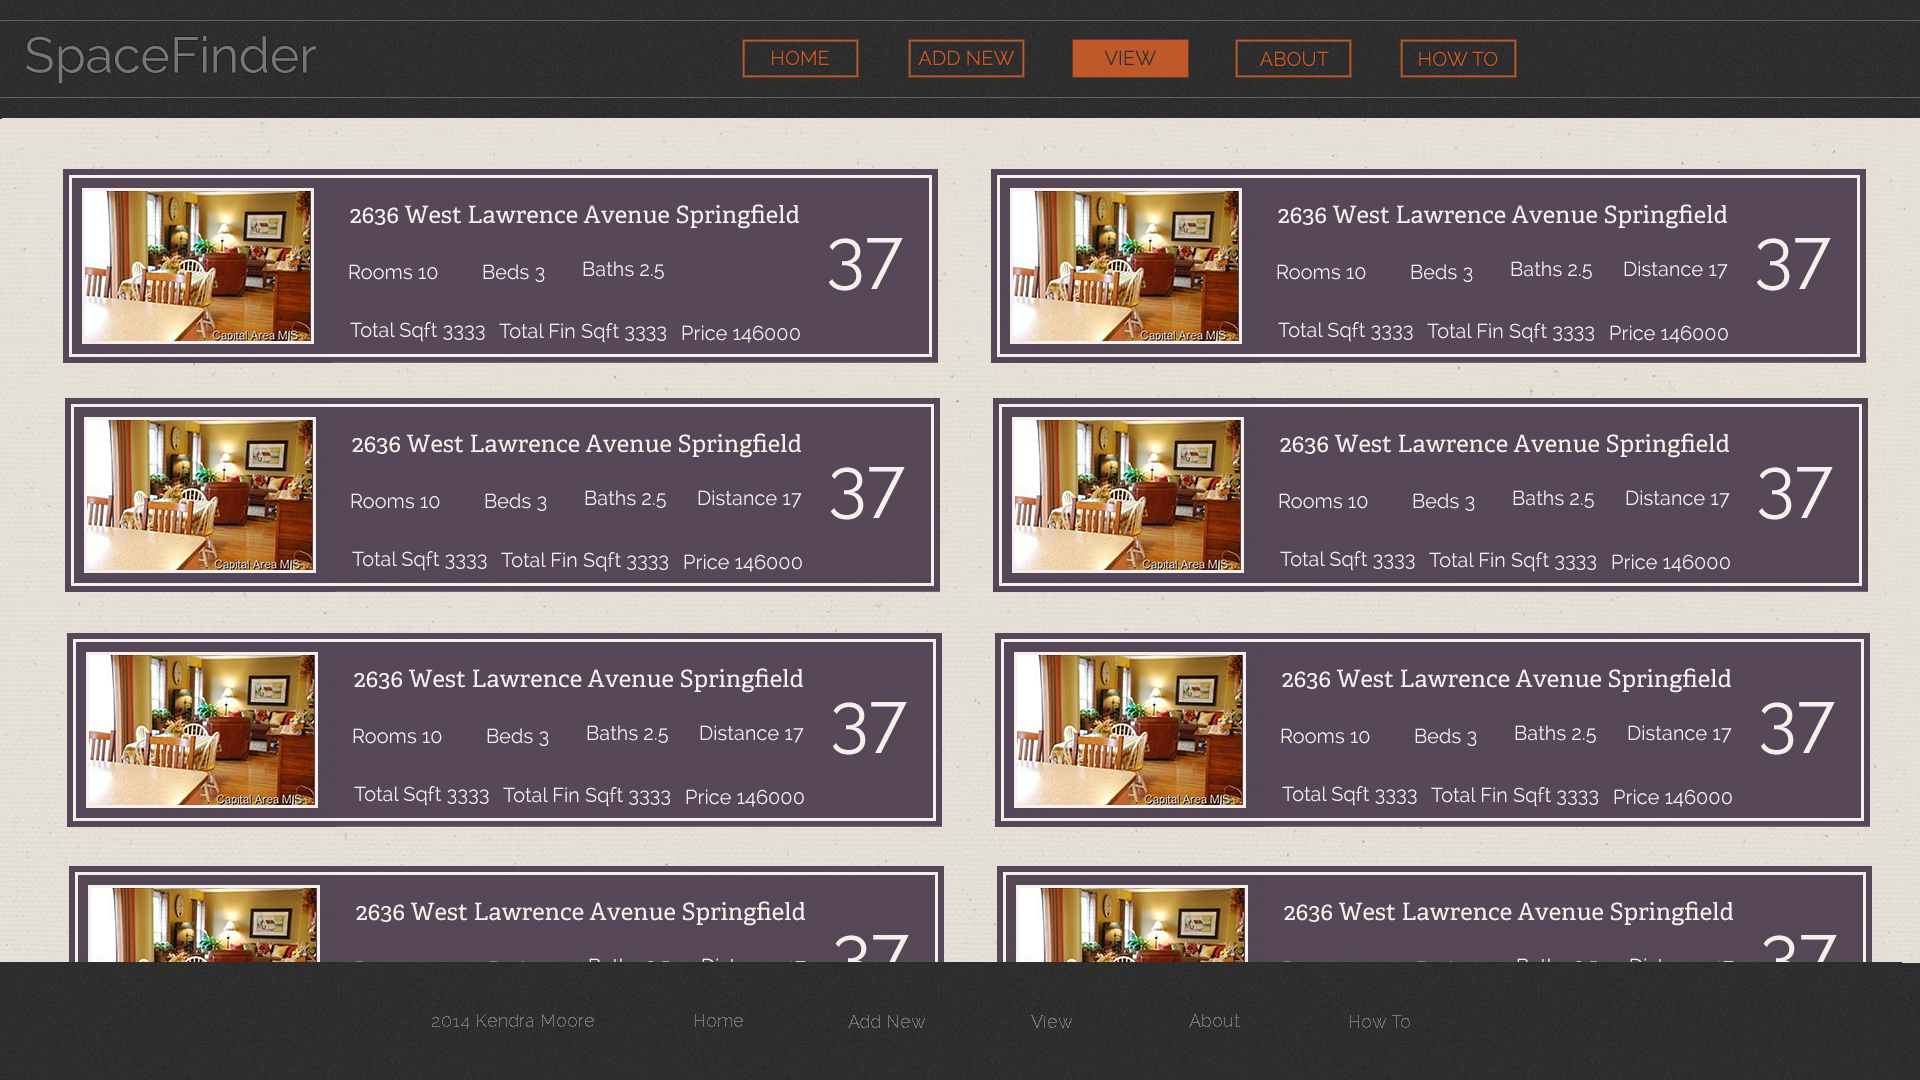 SpaceFinder
HOME
ADD NEW
VIEW
ABOUT
HOW TO
2636 West Lawrence Avenue Springfield
37
Rooms 10 Beds 3 Baths 2.5
Total Sqft 3333 Total Fin Sqft 3333 Price 146000
Capital Area MlS
2636 West Lawrence Avenue Springfield
37
Rooms 10 Beds 3 Baths 2.5 Distance 17
Total Sqft 3333 Total Fin Sqft 3333 Price 146000
Capital Area MlS
2636 West Lawrence Avenue Springfield
37
Rooms 10 Beds 3 Baths 2.5 Distance 17
Total Sqft 3333 Total Fin Sqft 3333 Price 146000
Capital Area MlS
2636 West Lawrence Avenue Springfield
37
Rooms 10 Beds 3 Baths 2.5 Distance 17
Total Sqft 3333 Total Fin Sqft 3333 Price 146000
Capital Area MlS
2636 West Lawrence Avenue Springfield
37
Rooms 10 Beds 3 Baths 2.5 Distance 17
Total Sqft 3333 Total Fin Sqft 3333 Price 146000
Capital Area MlS
2636 West Lawrence Avenue Springfield
37
Rooms 10 Beds 3 Baths 2.5 Distance 17
Total Sqft 3333 Total Fin Sqft 3333 Price 146000
Capital Area MlS
2636 West Lawrence Avenue Springfield
37
2636 West Lawrence Avenue Springfield
37
2014 Kendra Moore
Home
Add New
View
About
How To